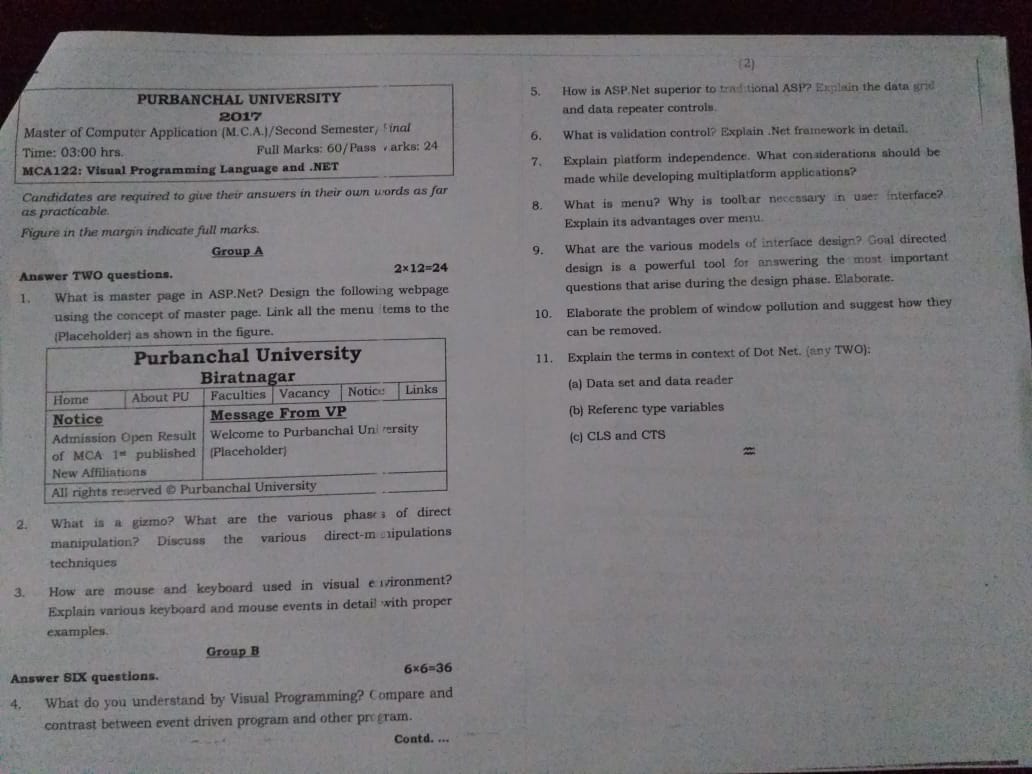 PURBANCHAL UNIVERSITY
2017
Master of Computer Application (M.C.A.)/Second Semester/Final
Time: 03:00 hrs. Full Marks: 60/Pass Marks: 24
MCA122: Visual Programming Language and .NET
Candidates are required to give their answers in their own words as far
as practicable.
Figure in the margin indicate full marks.
Group A
Answer TWO questions. 2×12=24
1. What is master page in ASP.Net? Design the following webpage
using the concept of master page. Link all the menu items to the
(Placeholder) as shown in the figure.
Purbanchal University
Biratnagar
Home About PU Faculties Vacancy Notice Links
Notice Message From VP
Admission Open Result Welcome to Purbanchal University
of MCA 1st published (Placeholder)
New Affiliations
All rights reserved © Purbanchal University
2. What is a gizmo? What are the various phases of direct
manipulation? Discuss the various direct-manipulations
techniques
3. How are mouse and keyboard used in visual environment?
Explain various keyboard and mouse events in detail with proper
examples.
Group B
Answer SIX questions. 6×6=36
4. What do you understand by Visual Programming? Compare and
contrast between event driven program and other program.
Contd. ...
(2)
5. How is ASP.Net superior to traditional ASP? Explain the data grid
and data repeater controls.
6. What is validation control? Explain .Net framework in detail.
7. Explain platform independence. What considerations should be
made while developing multiplatform applications?
8. What is menu? Why is toolbar necessary in user interface?
Explain its advantages over menu.
9. What are the various models of interface design? Goal directed
design is a powerful tool for answering the most important
questions that arise during the design phase. Elaborate.
10. Elaborate the problem of window pollution and suggest how they
can be removed.
11. Explain the terms in context of Dot Net. (any TWO):
(a) Data set and data reader
(b) Referenc type variables
(c) CLS and CTS